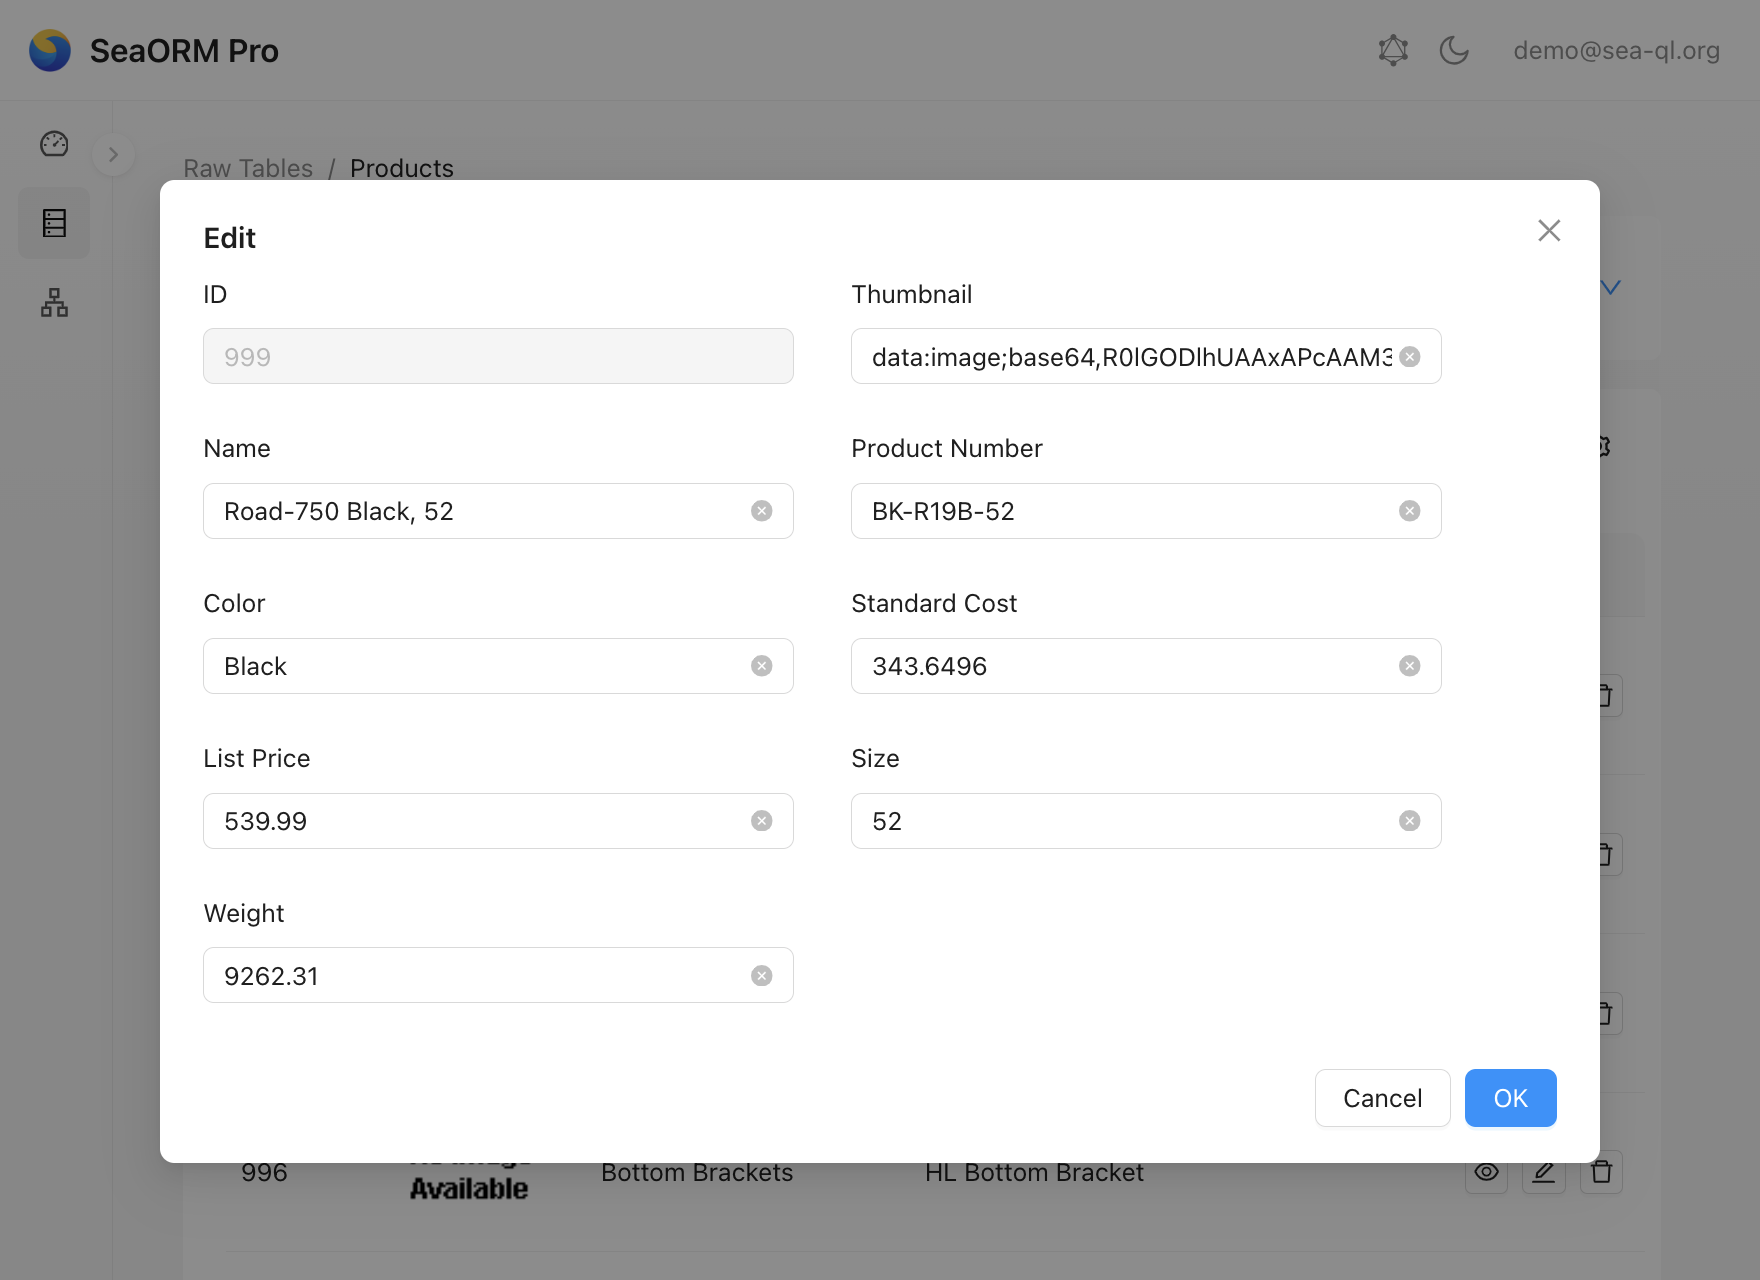 SeaORM Pro
demo@sea-ql.org
Raw Tables / Products
Edit
ID
999
Thumbnail
data:image;base64,R0lGODlhUAAxAPcAAM3
Name
Road-750 Black, 52
Product Number
BK-R19B-52
Color
Black
Standard Cost
343.6496
List Price
539.99
Size
52
Weight
9262.31
Cancel
OK
996
Available
Bottom Brackets
HL Bottom Bracket